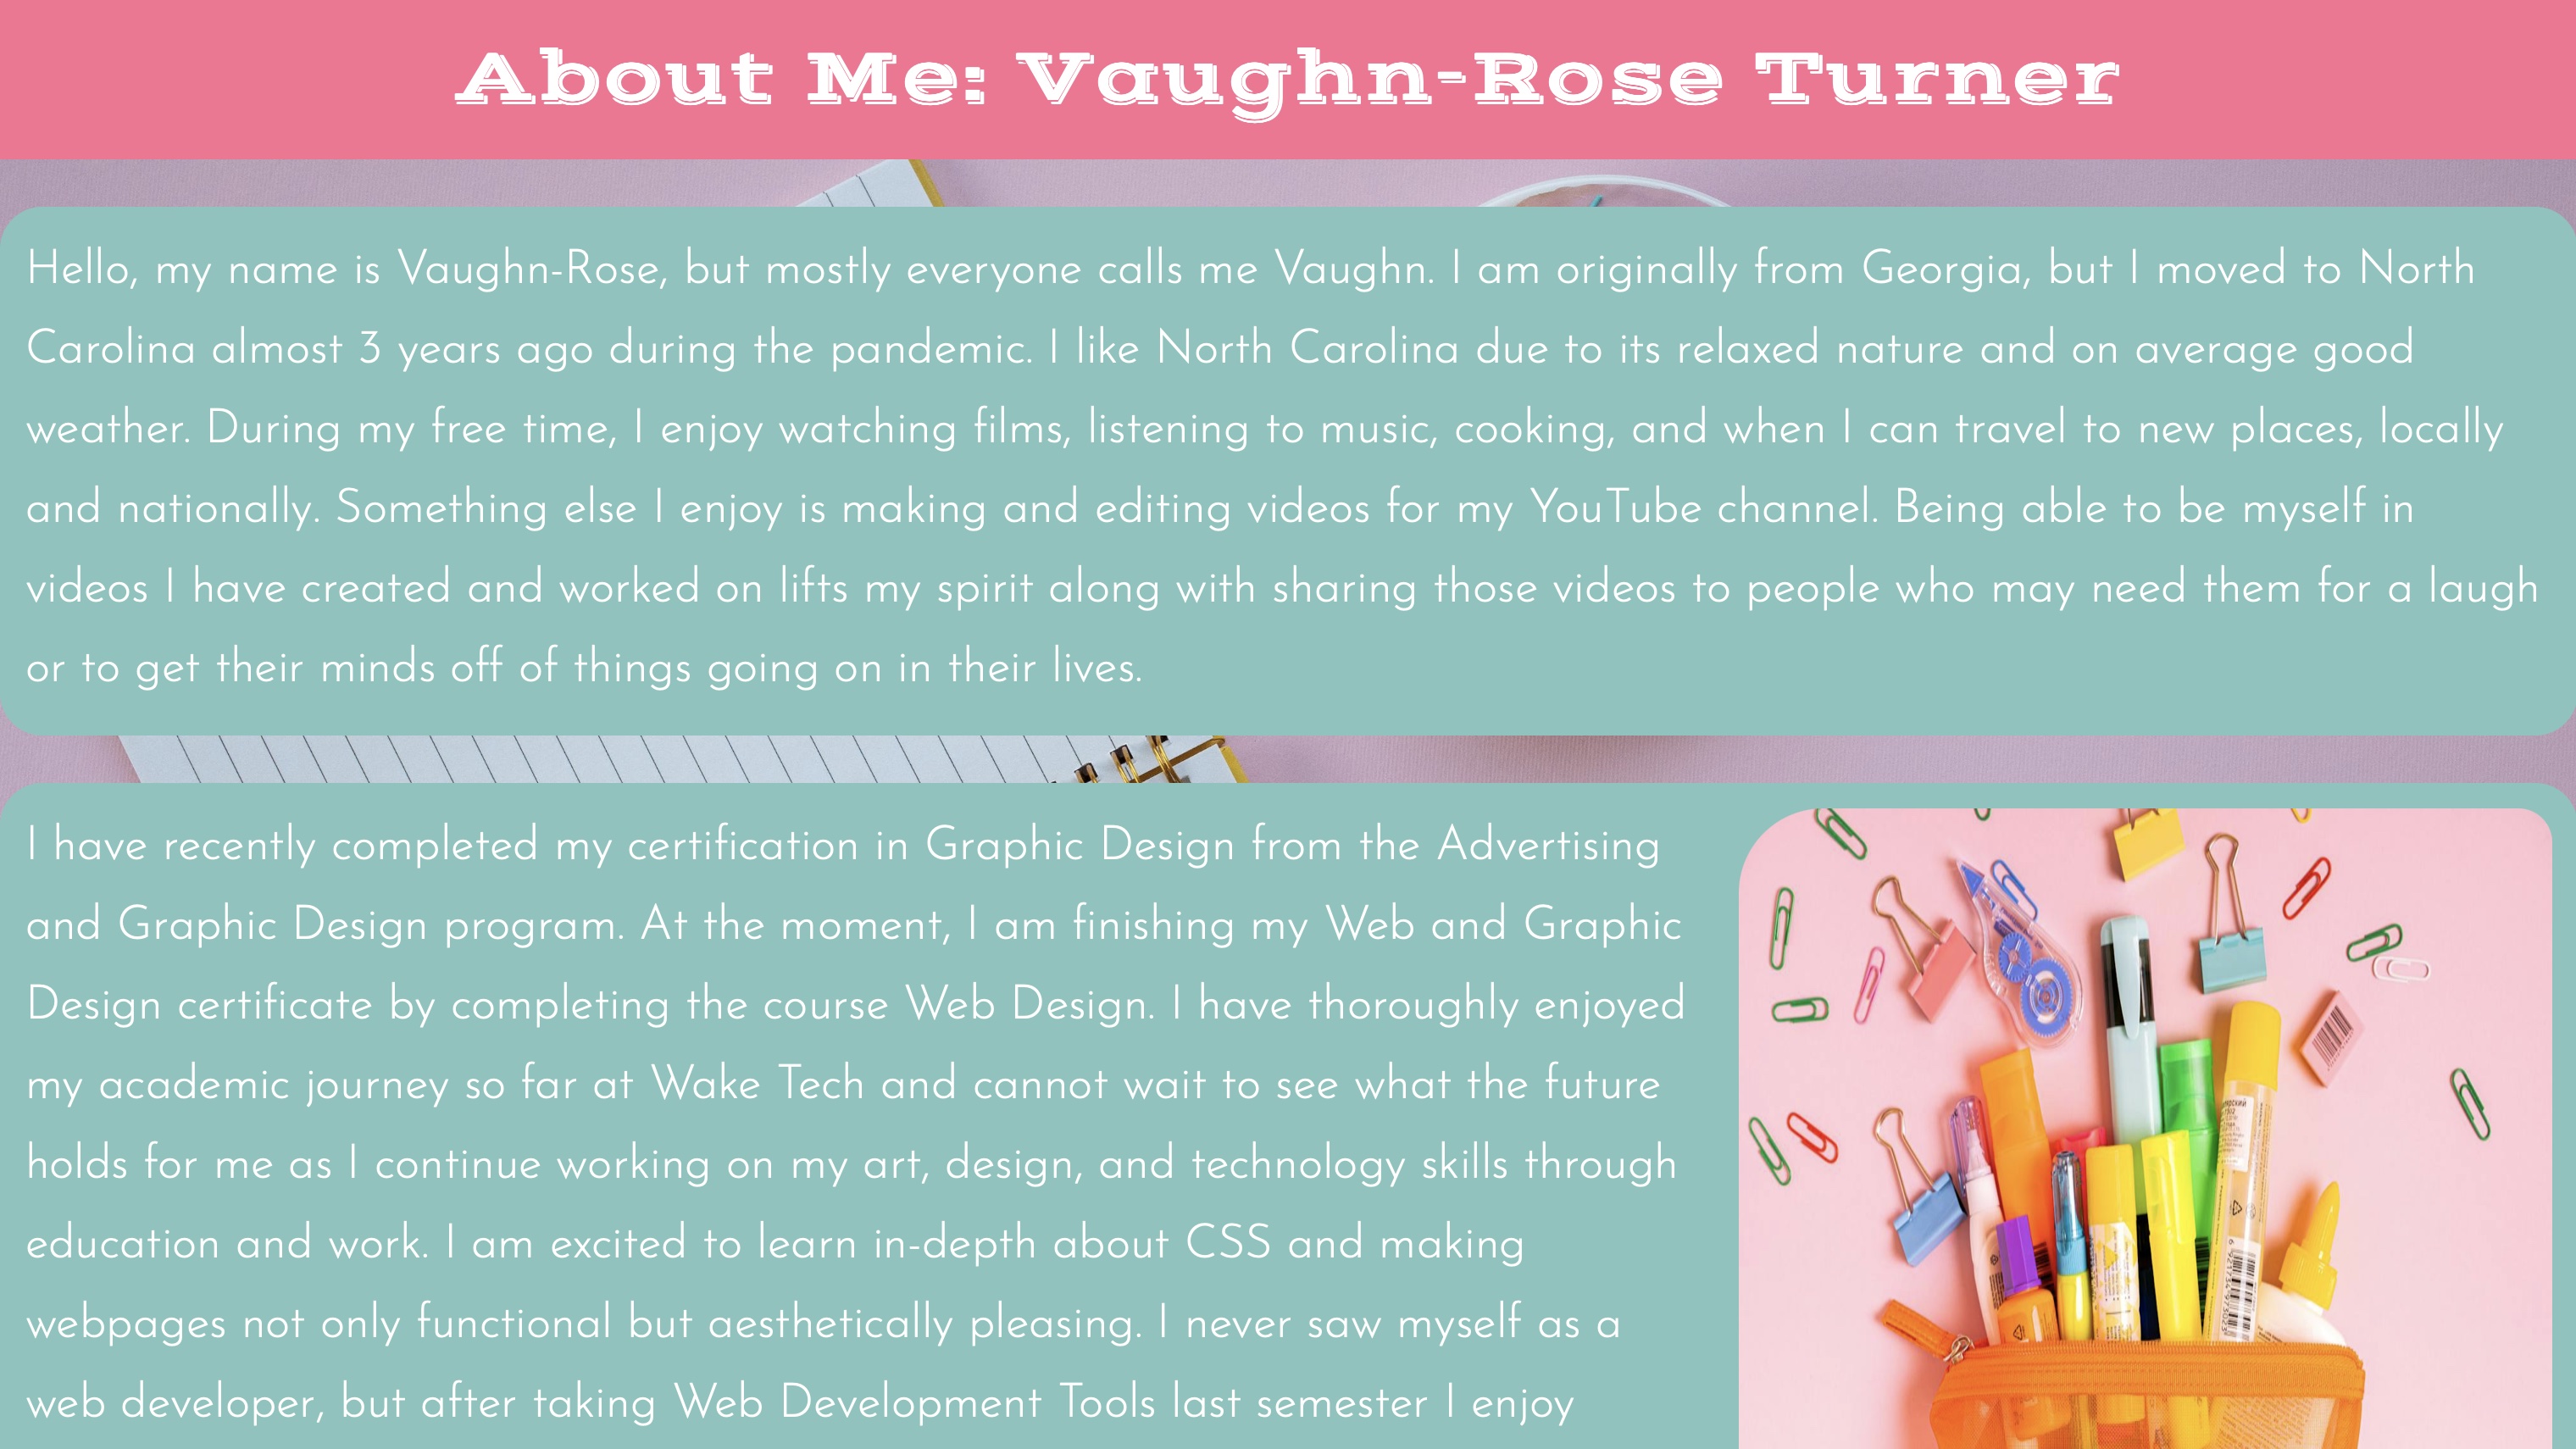 About Me: Vaughn-Rose Turner
Hello, my name is Vaughn-Rose, but mostly everyone calls me Vaughn. I am originally from Georgia, but I moved to North
Carolina almost 3 years ago during the pandemic. I like North Carolina due to its relaxed nature and on average good
weather. During my free time, I enjoy watching films, listening to music, cooking, and when I can travel to new places, locally
and nationally. Something else I enjoy is making and editing videos for my YouTube channel. Being able to be myself in
videos I have created and worked on lifts my spirit along with sharing those videos to people who may need them for a laugh
or to get their minds off of things going on in their lives.
I have recently completed my certification in Graphic Design from the Advertising
and Graphic Design program. At the moment, I am finishing my Web and Graphic
Design certificate by completing the course Web Design. I have thoroughly enjoyed
my academic journey so far at Wake Tech and cannot wait to see what the future
holds for me as I continue working on my art, design, and technology skills through
education and work. I am excited to learn in-depth about CSS and making
webpages not only functional but aesthetically pleasing. I never saw myself as a
web developer, but after taking Web Development Tools last semester I enjoy